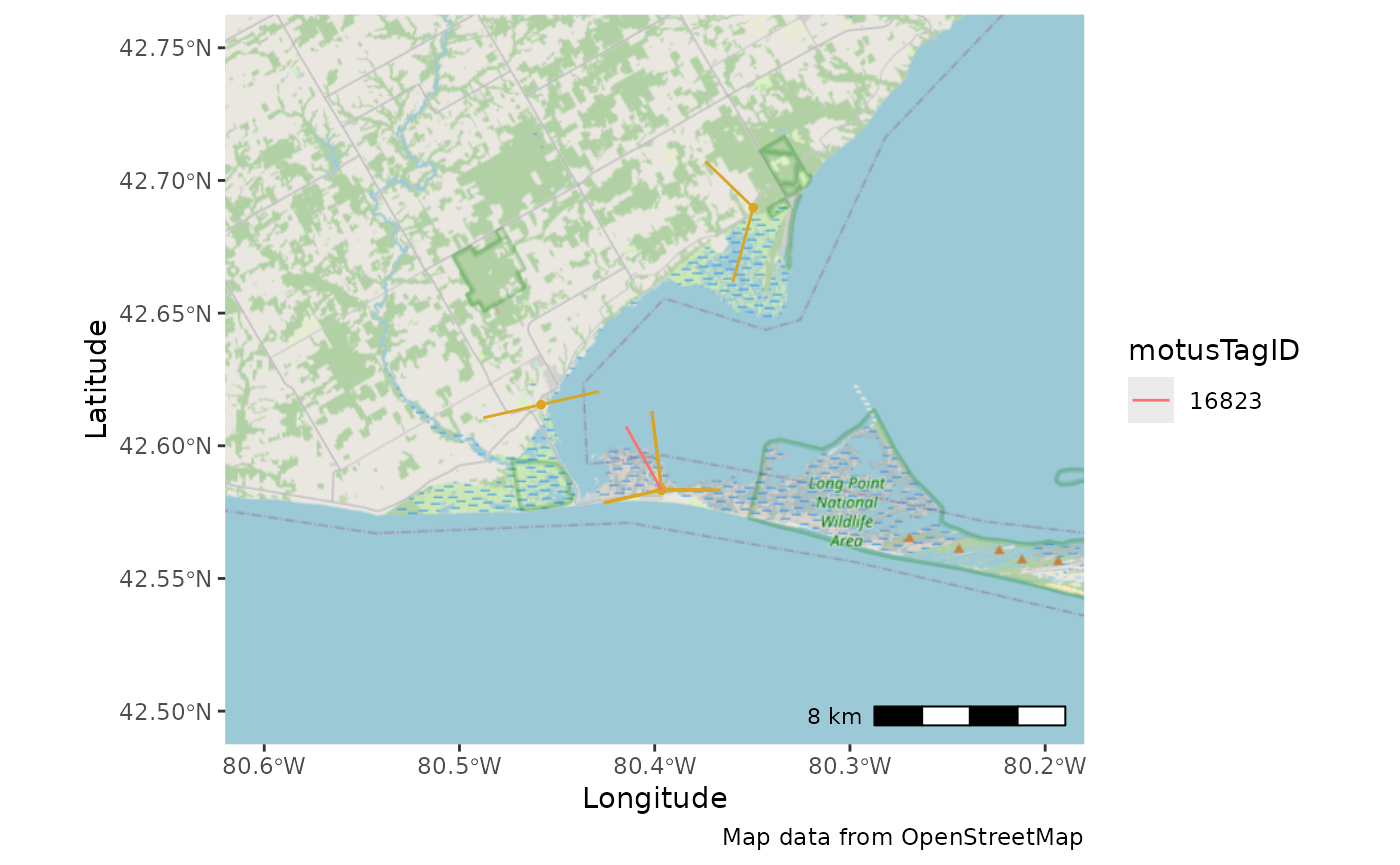 42.75°N
42.70°N
42.65°N
42.60°N
42.55°N
42.50°N
Latitude
Long Point
National
Wildlife
Area
8 km
80.6°W 80.5°W 80.4°W 80.3°W 80.2°W
Longitude
Map data from OpenStreetMap
motusTagID
16823